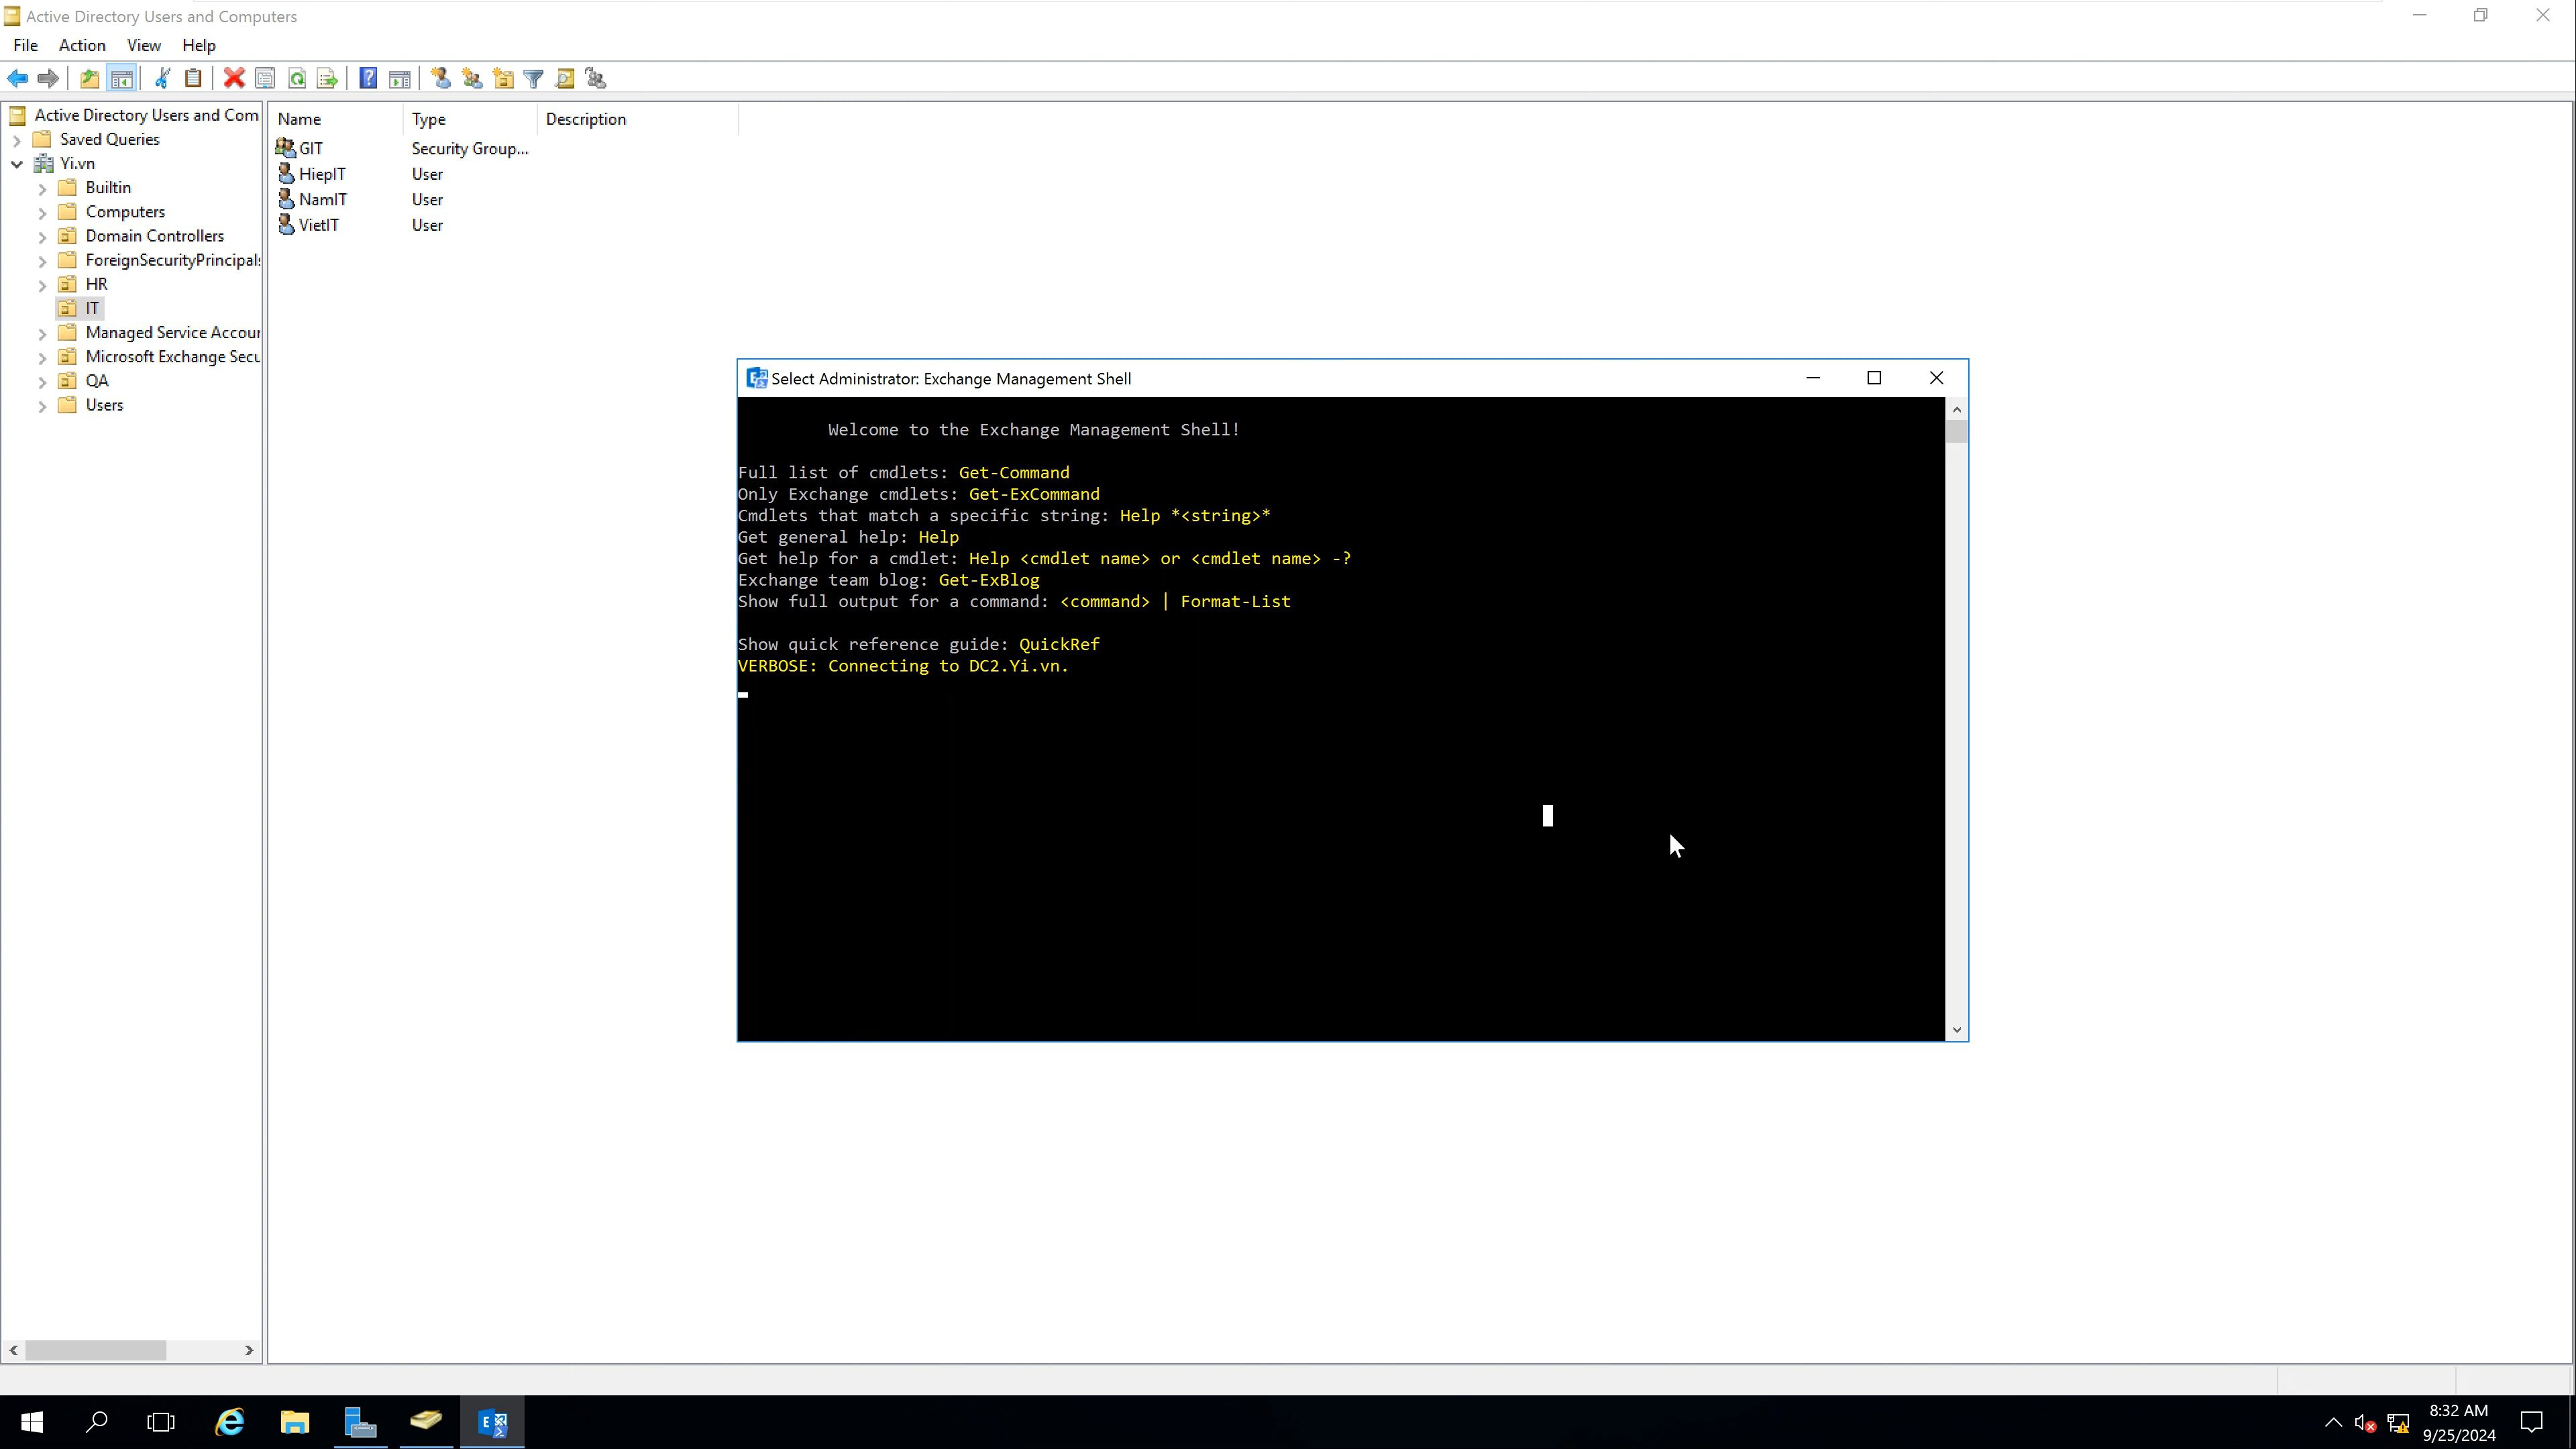 Active Directory Users and Computers
File Action View Help
Active Directory Users and Com
Saved Queries
Yi.vn
Builtin
Computers
Domain Controllers
ForeignSecurityPrincipals
HR
IT
Managed Service Accour
Microsoft Exchange Secu
QA
Users
Name Type Description
GIT Security Group...
HiepIT User
NamIT User
VietIT User
Select Administrator: Exchange Management Shell
Welcome to the Exchange Management Shell!
Full list of cmdlets: Get-Command
Only Exchange cmdlets: Get-ExCommand
Cmdlets that match a specific string: Help *<string>*
Get general help: Help
Get help for a cmdlet: Help <cmdlet name> or <cmdlet name> -?
Exchange team blog: Get-ExBlog
Show full output for a command: <command> | Format-List
Show quick reference guide: QuickRef
VERBOSE: Connecting to DC2.Yi.vn.
8:32 AM
9/25/2024